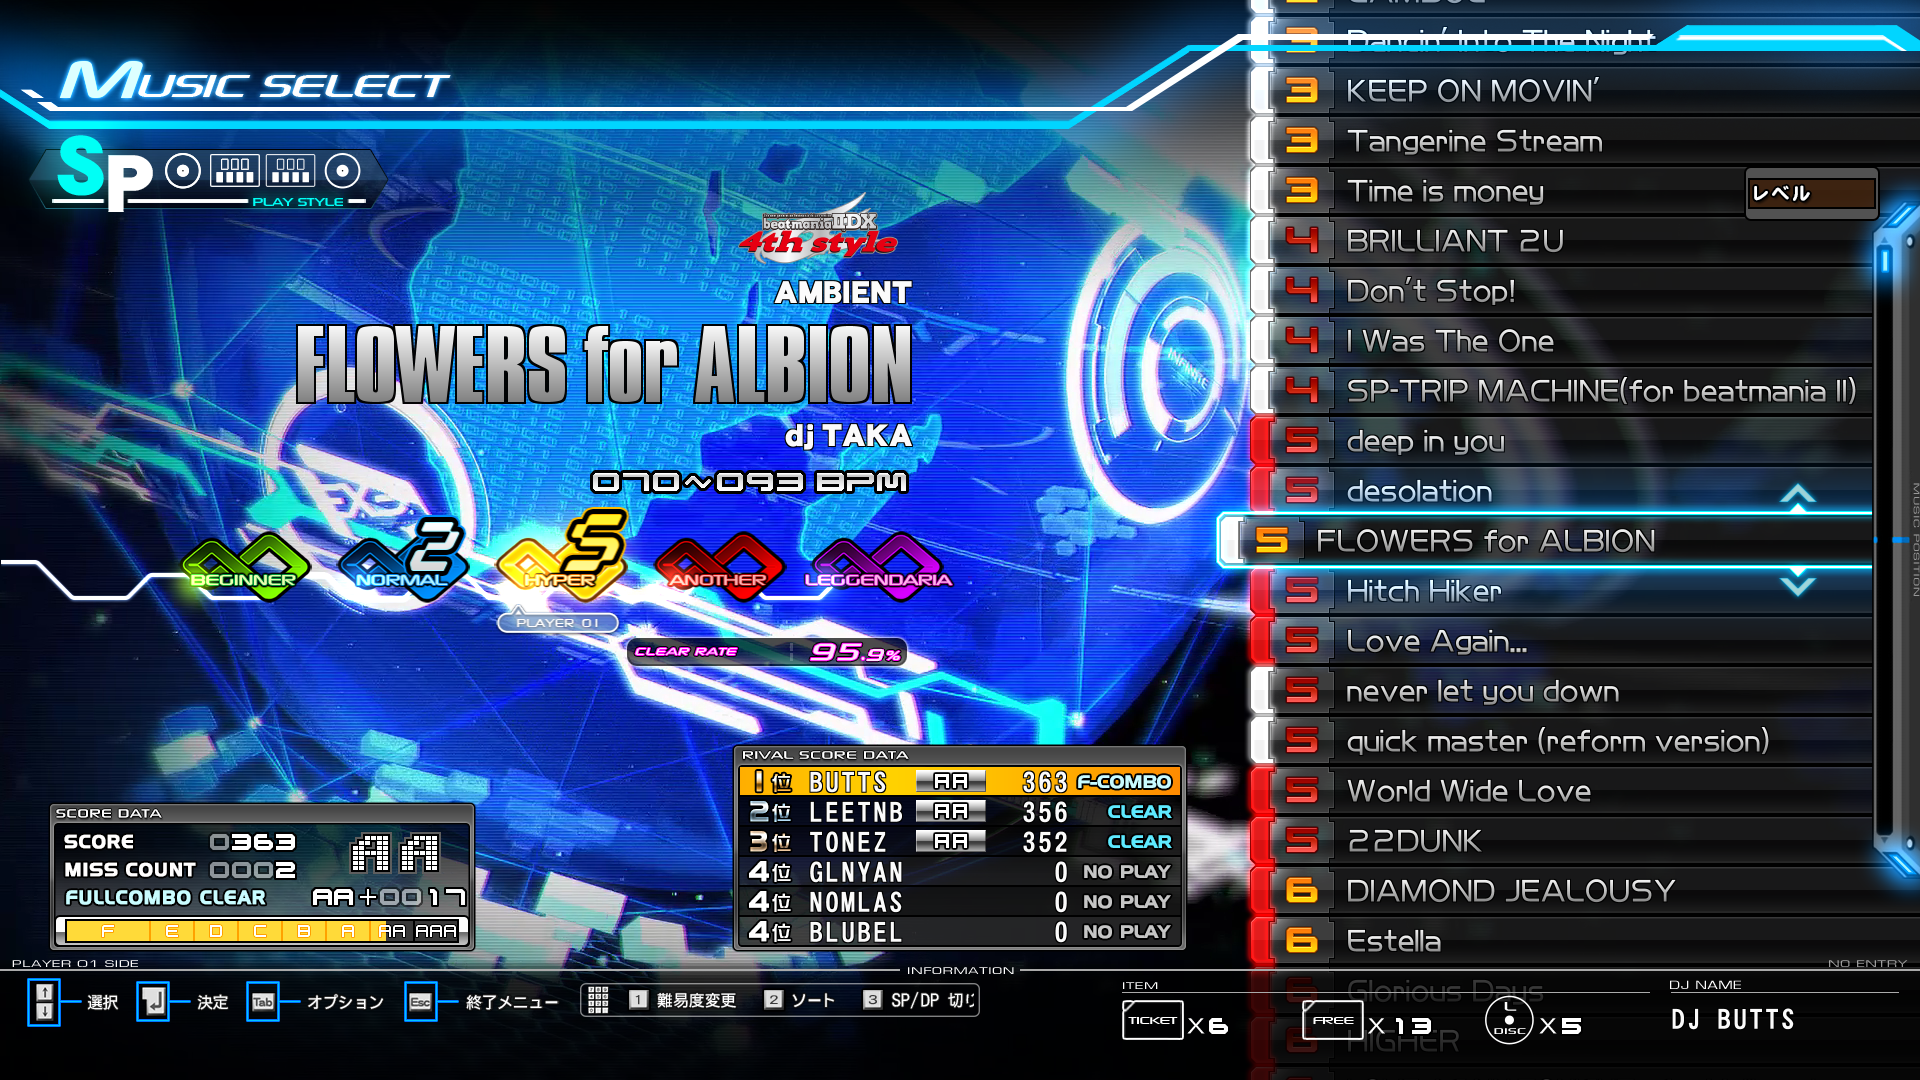 MUSIC SELECT
SP
PLAY STYLE
beatmania IIDX
4th style
AMBIENT
FLOWERS for ALBION
dj TAKA
070~093 BPM
BEGINNER
NORMAL 2
HYPER 5
ANOTHER
LEGGENDARIA
PLAYER 01
CLEAR RATE 95.9%
INFINITE
SCORE DATA
SCORE 0363
MISS COUNT 0002
AA
FULLCOMBO CLEAR AA+0017
F E D C B A AA AAA
RIVAL SCORE DATA
1位 BUTTS AA 363 F-COMBO
2位 LEETNB AA 356 CLEAR
3位 TONEZ AA 352 CLEAR
4位 GLNYAN 0 NO PLAY
4位 NOMLAS 0 NO PLAY
4位 BLUBEL 0 NO PLAY
3 Dancin' Into The Night
3 KEEP ON MOVIN'
3 Tangerine Stream
3 Time is money
レベル
4 BRILLIANT 2U
4 Don't Stop!
4 I Was The One
4 SP-TRIP MACHINE(for beatmania II)
5 deep in you
5 desolation
5 FLOWERS for ALBION
5 Hitch Hiker
5 Love Again...
5 never let you down
5 quick master (reform version)
5 World Wide Love
5 22DUNK
6 DIAMOND JEALOUSY
6 Estella
6 Glorious Days
6 HIGHER
MUSIC POSITION
PLAYER 01 SIDE
INFORMATION
NO ENTRY
↑↓ 選択
決定
Tab オプション
Esc 終了メニュー
1 難易度変更
2 ソート
3 SP/DP 切り
ITEM
TICKET X 6
FREE X 13
L DISC X 5
DJ NAME
DJ BUTTS